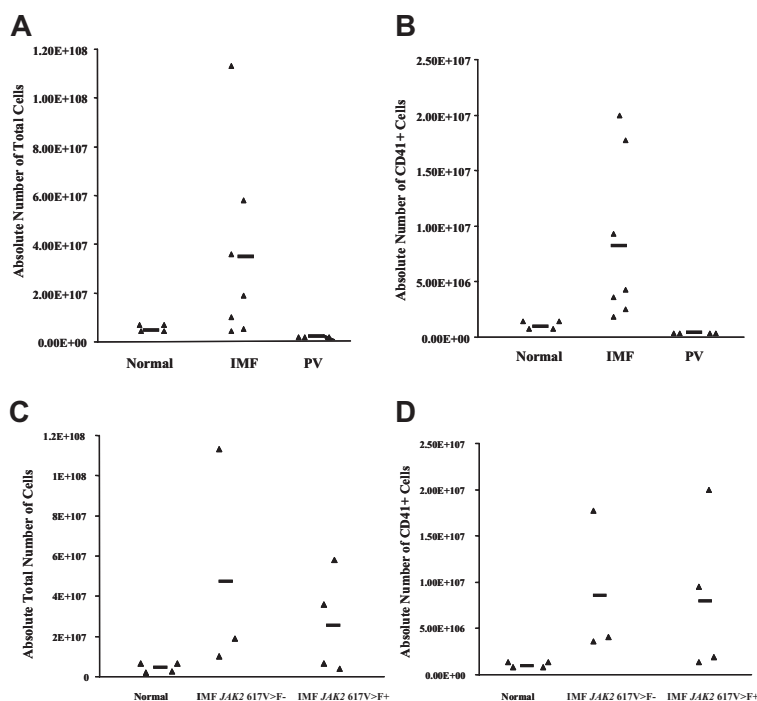 A
Absolute Number of Total Cells
1.20E+108
1.00E+108
8.00E+107
6.00E+107
4.00E+107
2.00E+107
0.00E+00
Normal IMF PV
B
Absolute Number of CD41+ Cells
2.50E+107
2.00E+107
1.50E+107
1.00E+107
5.00E+106
0.00E+00
Normal IMF PV
C
Absolute Total Number of Cells
1.2E+108
1E+108
8E+107
6E+107
4E+107
2E+107
0
Normal IMF JAK2 617V>F- IMF JAK2 617V>F+
D
Absolute Number of CD41+ Cells
2.50E+107
2.00E+107
1.50E+107
1.00E+107
5.00E+106
0.00E+00
Normal IMF JAK2 617V>F- IMF JAK2 617V>F+